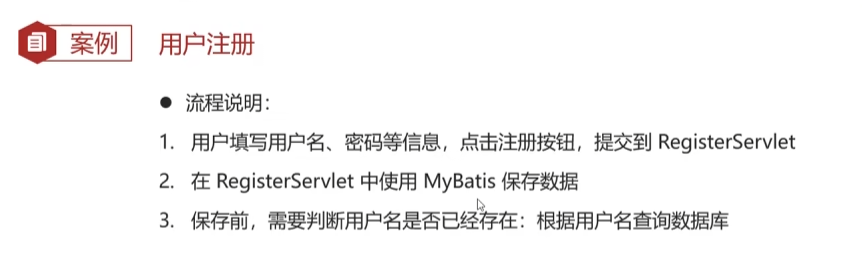 案例 用户注册
● 流程说明：
1. 用户填写用户名、密码等信息，点击注册按钮，提交到 RegisterServlet
2. 在 RegisterServlet 中使用 MyBatis 保存数据
3. 保存前，需要判断用户名是否已经存在：根据用户名查询数据库